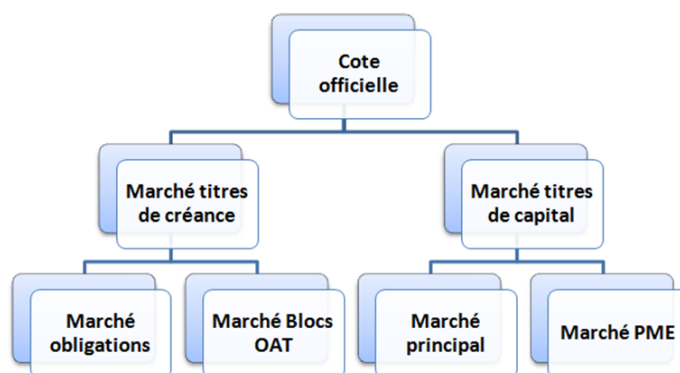 Cote
officielle
Marché titres
de créance
Marché titres
de capital
Marché
obligations
Marché Blocs
OAT
Marché
principal
Marché PME